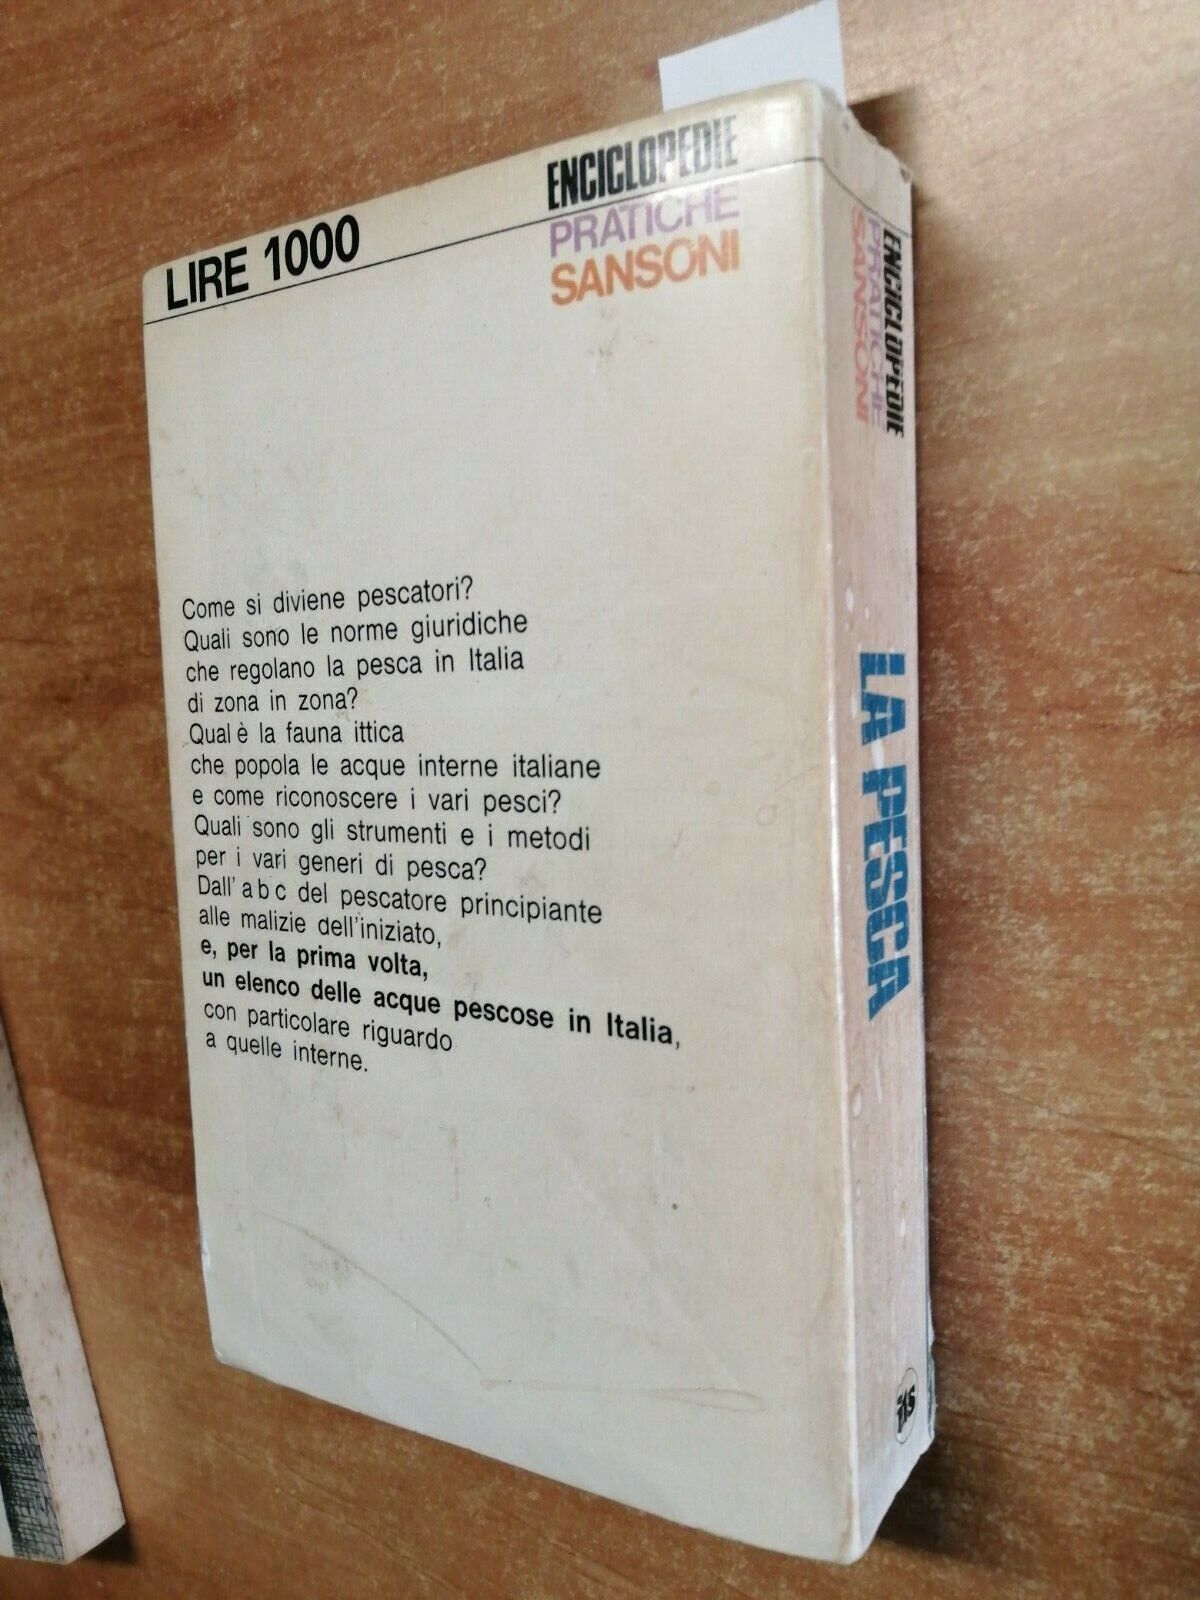 LIRE 1000
ENCICLOPEDIE
PRATICHE
SANSONI
Come si diviene pescatori?
Quali sono le norme giuridiche
che regolano la pesca in Italia
di zona in zona?
Qual è la fauna ittica
che popola le acque interne italiane
e come riconoscere i vari pesci?
Quali sono gli strumenti e i metodi
per i vari generi di pesca?
Dall'abc del pescatore principiante
alle malizie dell'iniziato,
e, per la prima volta,
un elenco delle acque pescose in Italia,
con particolare riguardo
a quelle interne.
ENCICLOPEDIE
PRATICHE
SANSONI
LA PESCA